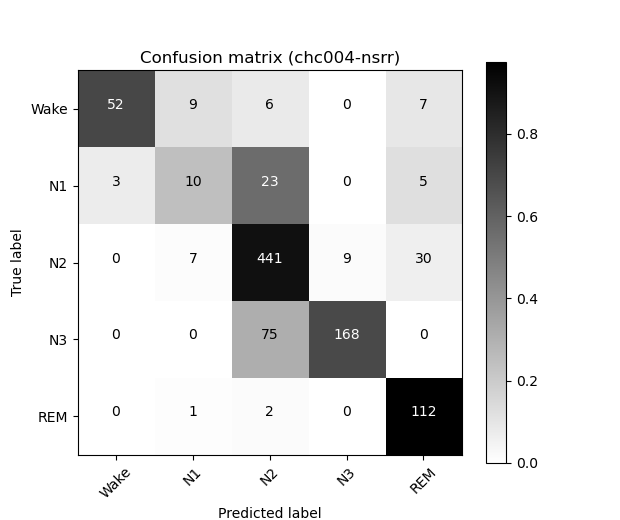 Confusion matrix (chc004-nsrr)
Wake 52 9 6 0 7
N1 3 10 23 0 5
N2 0 7 441 9 30
N3 0 0 75 168 0
REM 0 1 2 0 112
Wake N1 N2 N3 REM
Predicted label
True label
0.8
0.6
0.4
0.2
0.0